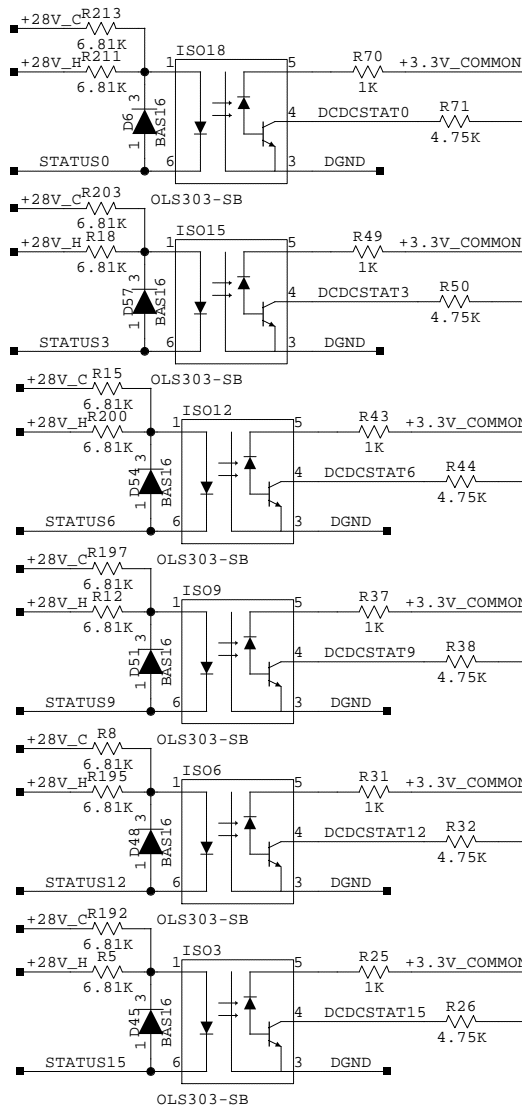 R213
+28V_C
6.81K
ISO18
R211
+28V_H
6.81K
1
5
R70
1K
+3.3V_COMMON
3
D6
BAS16
1
4
DCDCSTAT0
R71
4.75K
STATUS0
6
3
DGND
OLS303-SB
R203
+28V_C
6.81K
ISO15
R18
+28V_H
6.81K
1
5
R49
1K
+3.3V_COMMON
3
D57
BAS16
1
4
DCDCSTAT3
R50
4.75K
STATUS3
6
3
DGND
OLS303-SB
R15
+28V_C
6.81K
ISO12
R200
+28V_H
6.81K
1
5
R43
1K
+3.3V_COMMON
3
D54
BAS16
1
4
DCDCSTAT6
R44
4.75K
STATUS6
6
3
DGND
OLS303-SB
R197
+28V_C
6.81K
ISO9
R12
+28V_H
6.81K
1
5
R37
1K
+3.3V_COMMON
3
D51
BAS16
1
4
DCDCSTAT9
R38
4.75K
STATUS9
6
3
DGND
OLS303-SB
R8
+28V_C
6.81K
ISO6
R195
+28V_H
6.81K
1
5
R31
1K
+3.3V_COMMON
3
D48
BAS16
1
4
DCDCSTAT12
R32
4.75K
STATUS12
6
3
DGND
OLS303-SB
R192
+28V_C
6.81K
ISO3
R5
+28V_H
6.81K
1
5
R25
1K
+3.3V_COMMON
3
D45
BAS16
1
4
DCDCSTAT15
R26
4.75K
STATUS15
6
3
DGND
OLS303-SB